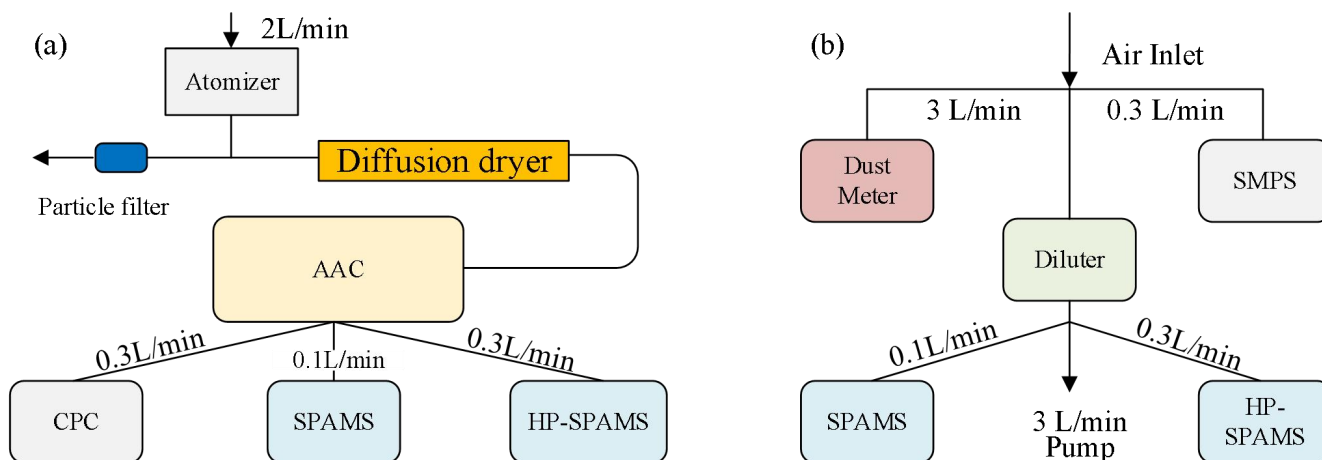 (a)
2L/min
Atomizer
Diffusion dryer
Particle filter
AAC
0.3L/min
0.1L/min
0.3L/min
CPC
SPAMS
HP-SPAMS
(b)
Air Inlet
3 L/min
0.3 L/min
Dust
Meter
SMPS
Diluter
0.1L/min
0.3L/min
SPAMS
3 L/min
Pump
HP-
SPAMS